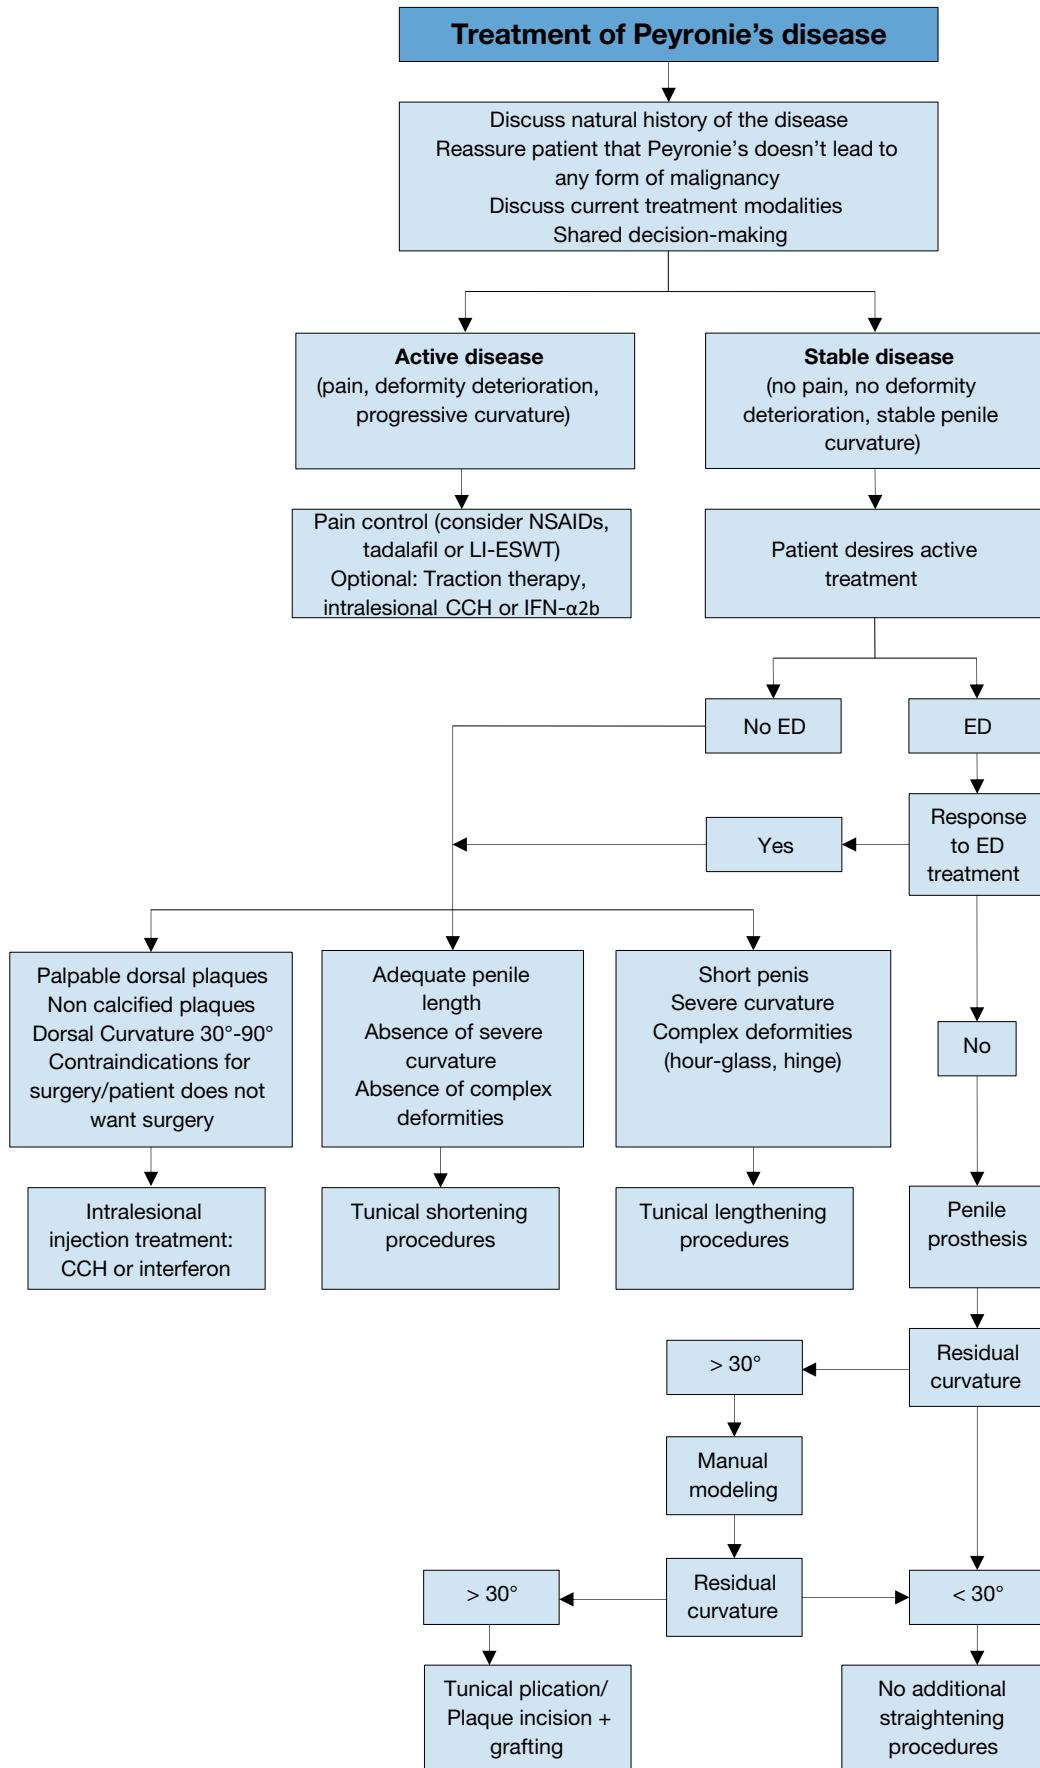 Treatment of Peyronie’s disease
Discuss natural history of the disease
Reassure patient that Peyronie’s doesn’t lead to
any form of malignancy
Discuss current treatment modalities
Shared decision-making
Active disease
(pain, deformity deterioration,
progressive curvature)
Stable disease
(no pain, no deformity
deterioration, stable penile
curvature)
Pain control (consider NSAIDs,
tadalafil or LI-ESWT)
Optional: Traction therapy,
intralesional CCH or IFN-α2b
Patient desires active
treatment
No ED
ED
Yes
Response
to ED
treatment
Palpable dorsal plaques
Non calcified plaques
Dorsal Curvature 30°-90°
Contraindications for
surgery/patient does not
want surgery
Adequate penile
length
Absence of severe
curvature
Absence of complex
deformities
Short penis
Severe curvature
Complex deformities
(hour-glass, hinge)
No
Intralesional
injection treatment:
CCH or interferon
Tunical shortening
procedures
Tunical lengthening
procedures
Penile
prosthesis
> 30°
Residual
curvature
Manual
modeling
> 30°
Residual
curvature
< 30°
Tunical plication/
Plaque incision +
grafting
No additional
straightening
procedures